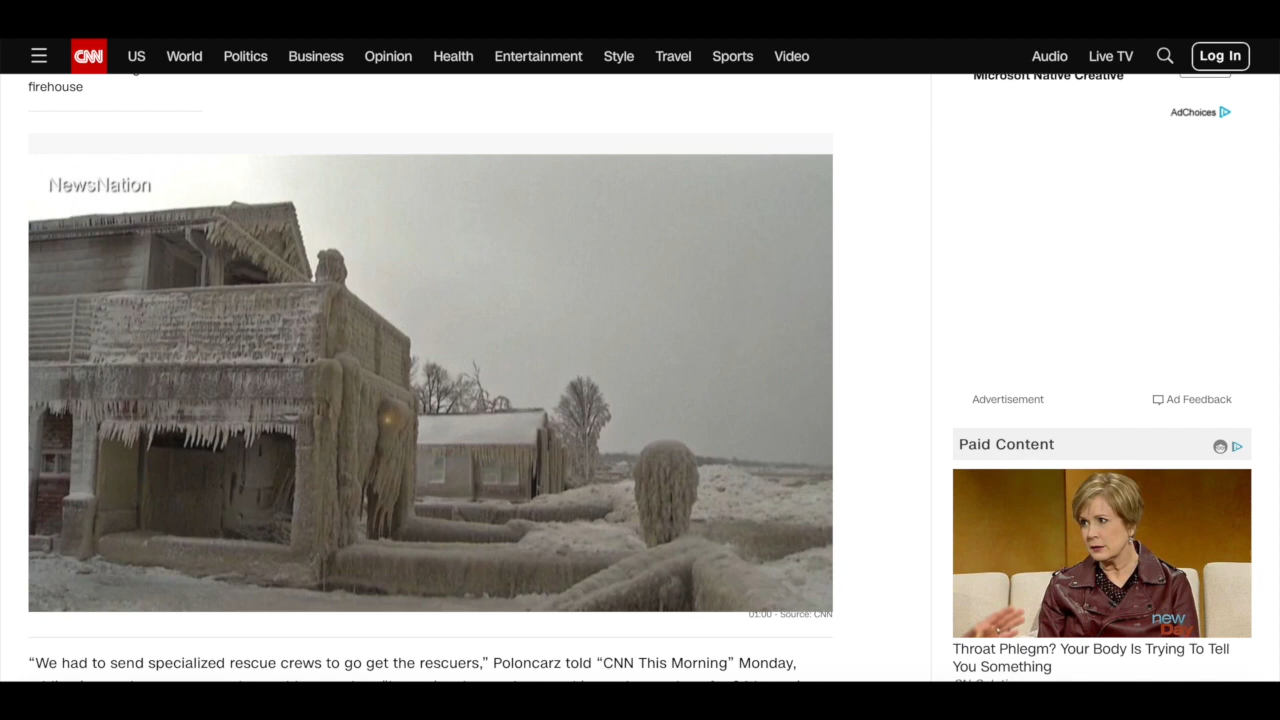 CNN
US
World
Politics
Business
Opinion
Health
Entertainment
Style
Travel
Sports
Video
Audio
Live TV
Log In
firehouse
Microsoft Native Creative
AdChoices
NewsNation
Advertisement
Ad Feedback
Paid Content
new
Day
01:00 - Source: CNN
Throat Phlegm? Your Body Is Trying To Tell
You Something
“We had to send specialized rescue crews to go get the rescuers,” Poloncarz told “CNN This Morning” Monday,